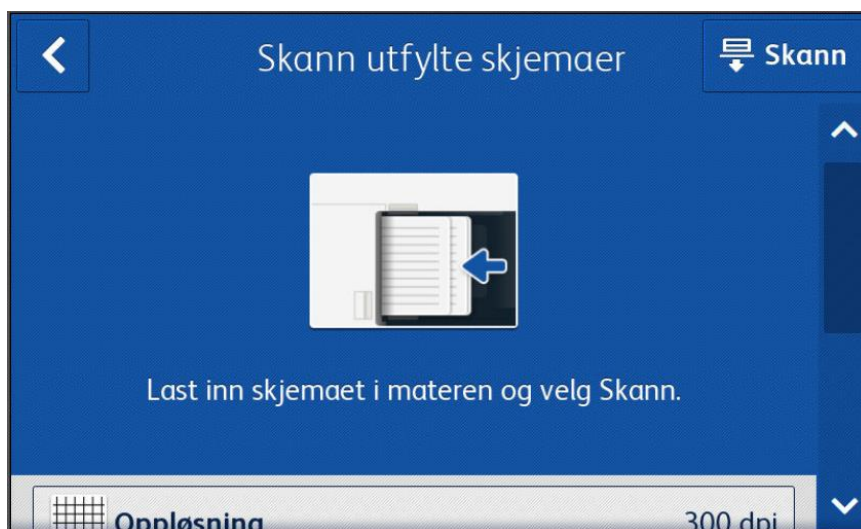 Skann utfylte skjemaer
Skann
Last inn skjemaet i materen og velg Skann.
Oppløsning 300 dpi